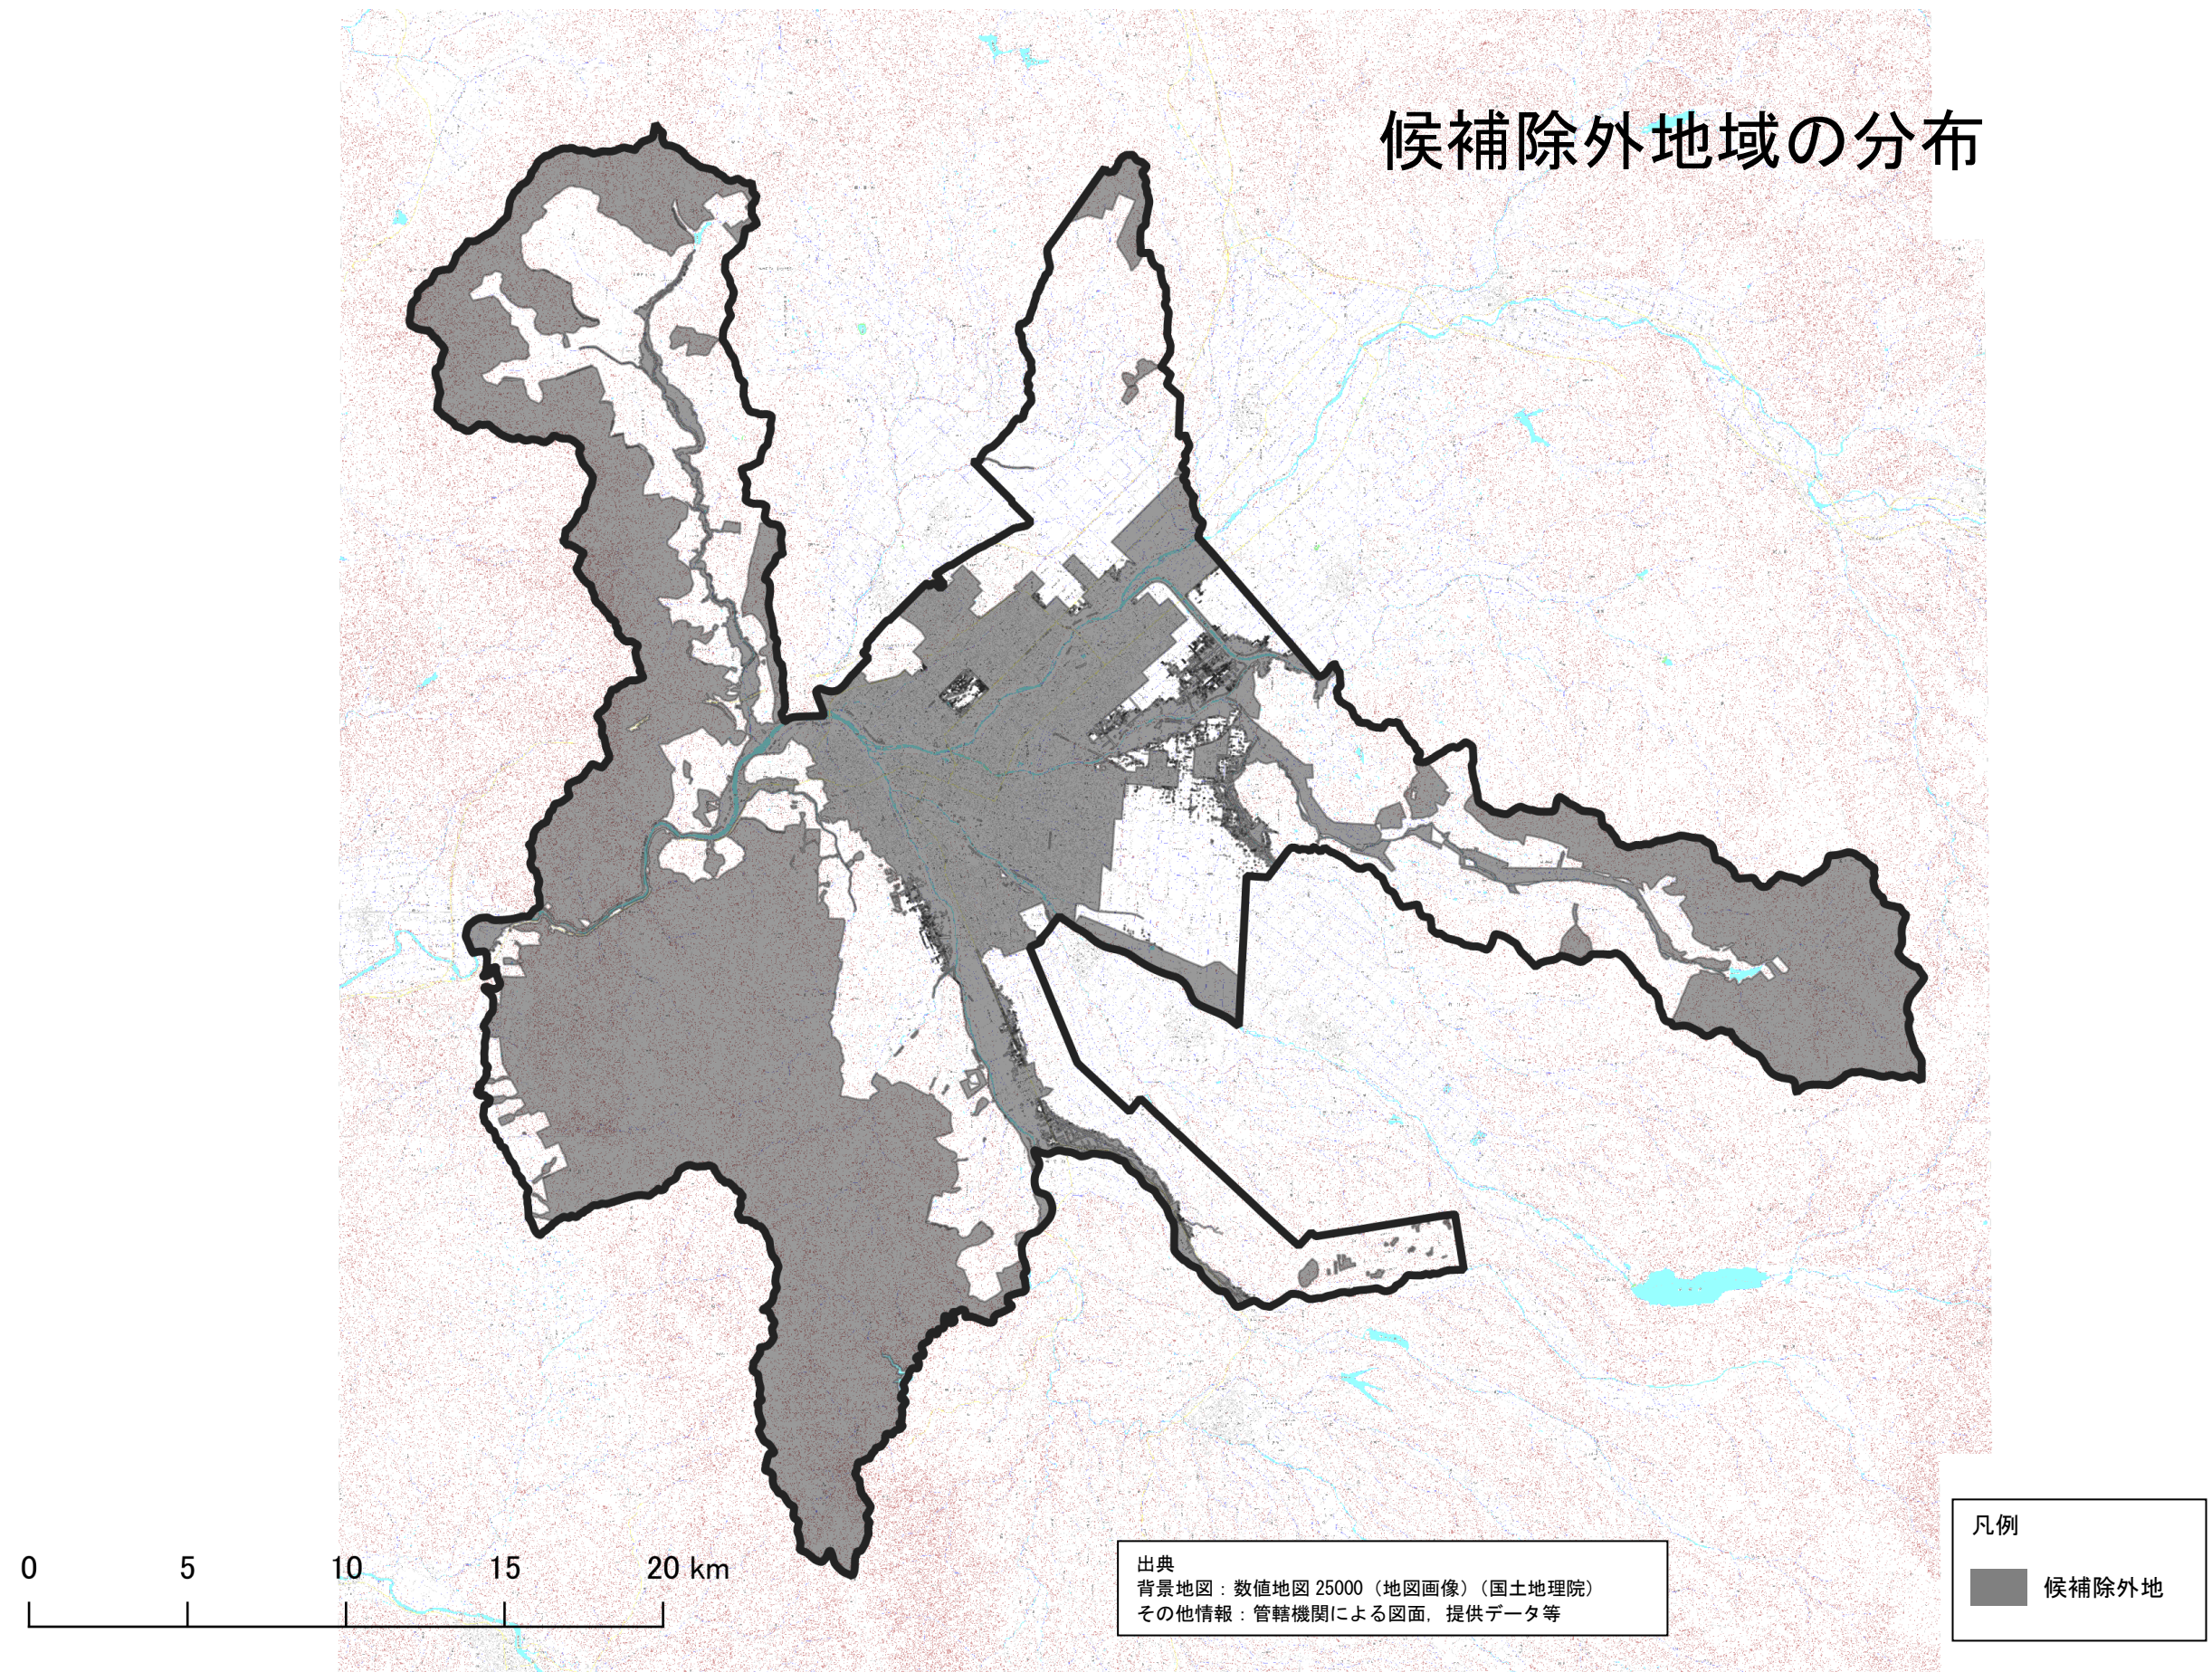 候補除外地域の分布
0 5 10 15 20 km
出典
背景地図：数値地図 25000（地図画像）（国土地理院）
その他情報：管轄機関による図面，提供データ等
凡例
候補除外地